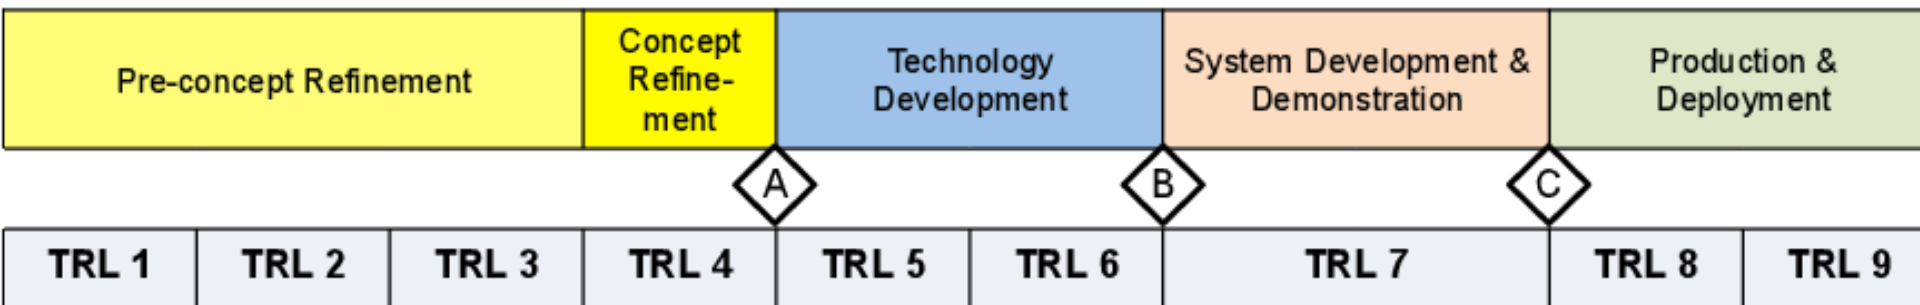 Pre-concept Refinement
Concept
Refine-
ment
Technology
Development
System Development &
Demonstration
Production &
Deployment
A
B
C
TRL 1
TRL 2
TRL 3
TRL 4
TRL 5
TRL 6
TRL 7
TRL 8
TRL 9